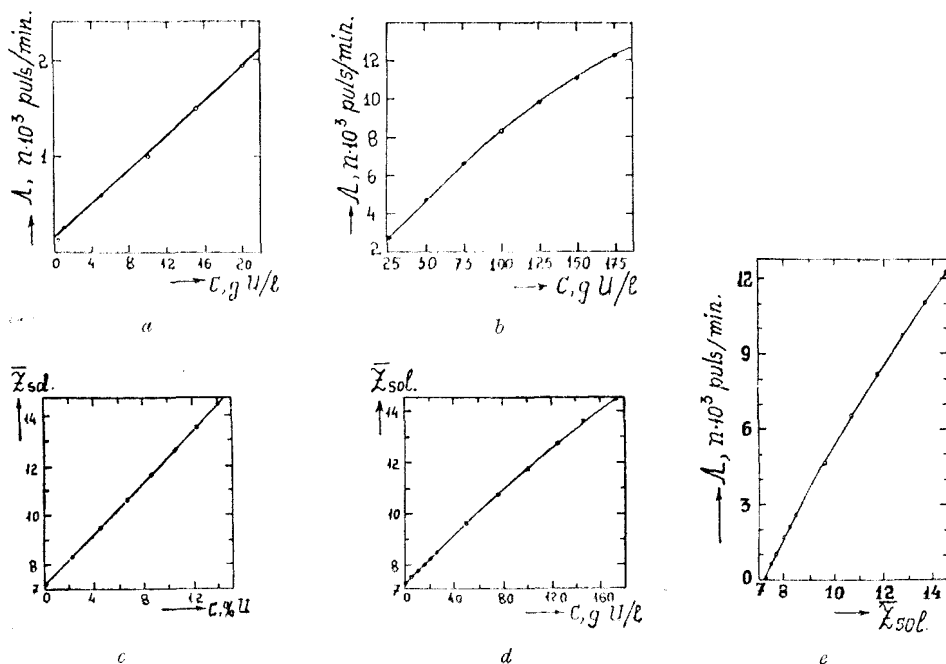 Λ, n·10³ puls/min.
2
1
0 4 8 12 16 20
C, g U/l
a
Λ, n·10³ puls/min.
12
10
8
6
4
2
25 50 75 100 125 150 175
C, g U/l
b
Z̄sol.
14
12
10
8
7
0 4 8 12
C,% U
c
Z̄sol.
14
12
10
8
7
0 40 80 120 160
C, g U/l
d
Λ, n·10³ puls/min.
12
9
6
3
0
7 8 10 12 14
Z̄sol.
e